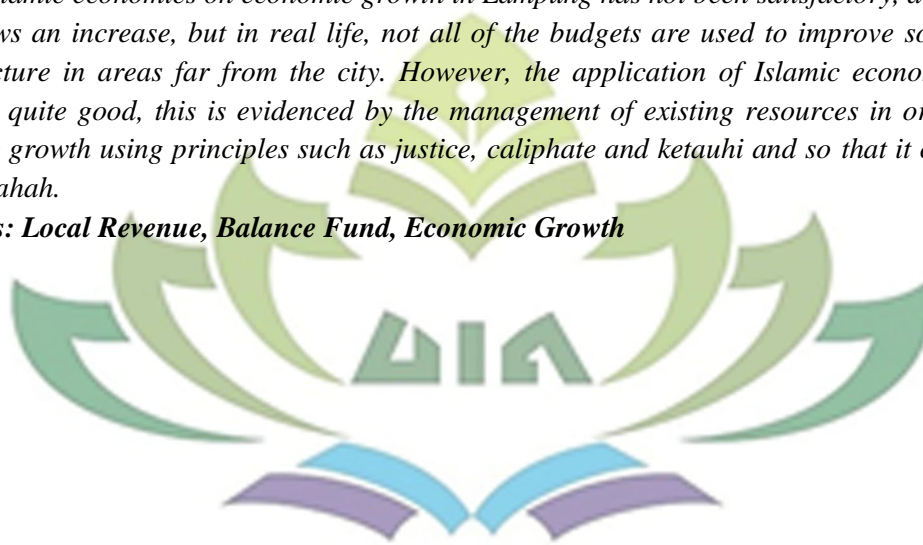 economics on economic growth in Lampung has not been satisfactory,
an increase, but in real life, not all of the budgets are used to improve
in areas far from the city. However, the application of Islamic
quite good, this is evidenced by the management of existing resources in
growth using principles such as justice, caliphate and ketauhi and so that it
Local Revenue, Balance Fund, Economic Growth
UIN